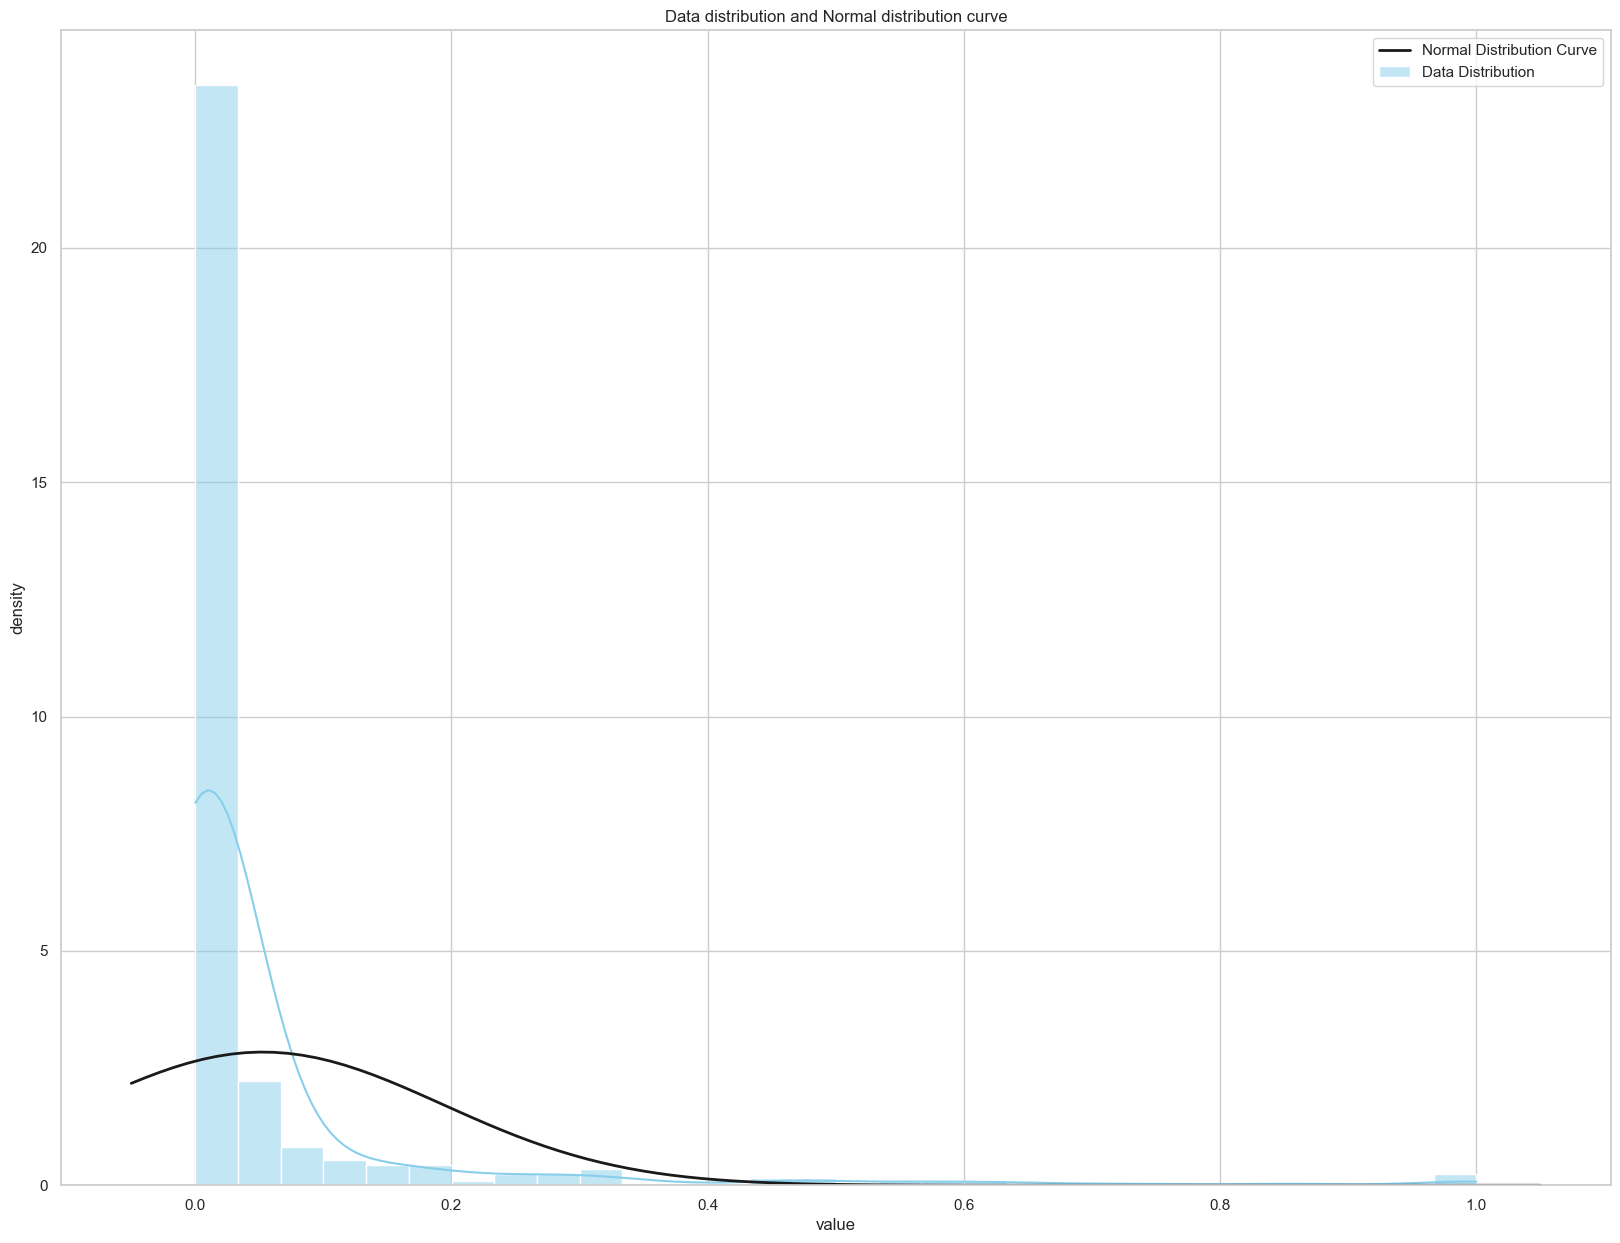 Data distribution and Normal distribution curve
Normal Distribution Curve
Data Distribution
density
20
15
10
5
0
0.0 0.2 0.4 0.6 0.8 1.0
value